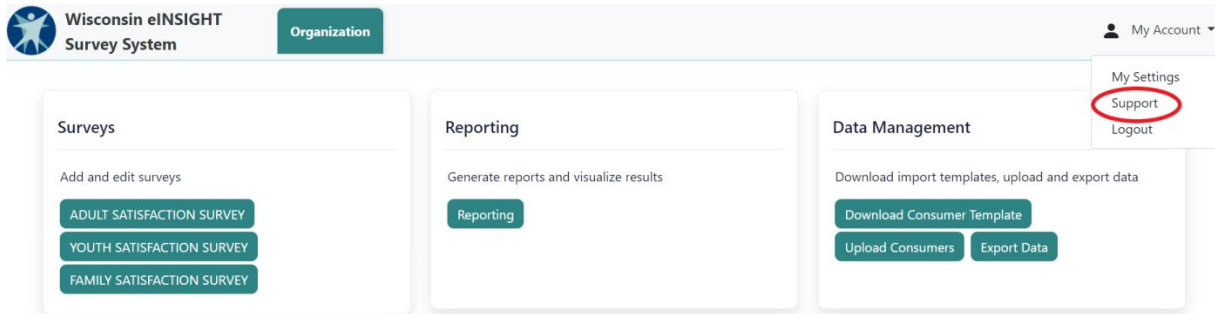 Wisconsin eINSIGHT
Survey System
Organization
My Account
My Settings
Support
Logout
Surveys
Add and edit surveys
ADULT SATISFACTION SURVEY
YOUTH SATISFACTION SURVEY
FAMILY SATISFACTION SURVEY
Reporting
Generate reports and visualize results
Reporting
Data Management
Download import templates, upload and export data
Download Consumer Template
Upload Consumers
Export Data